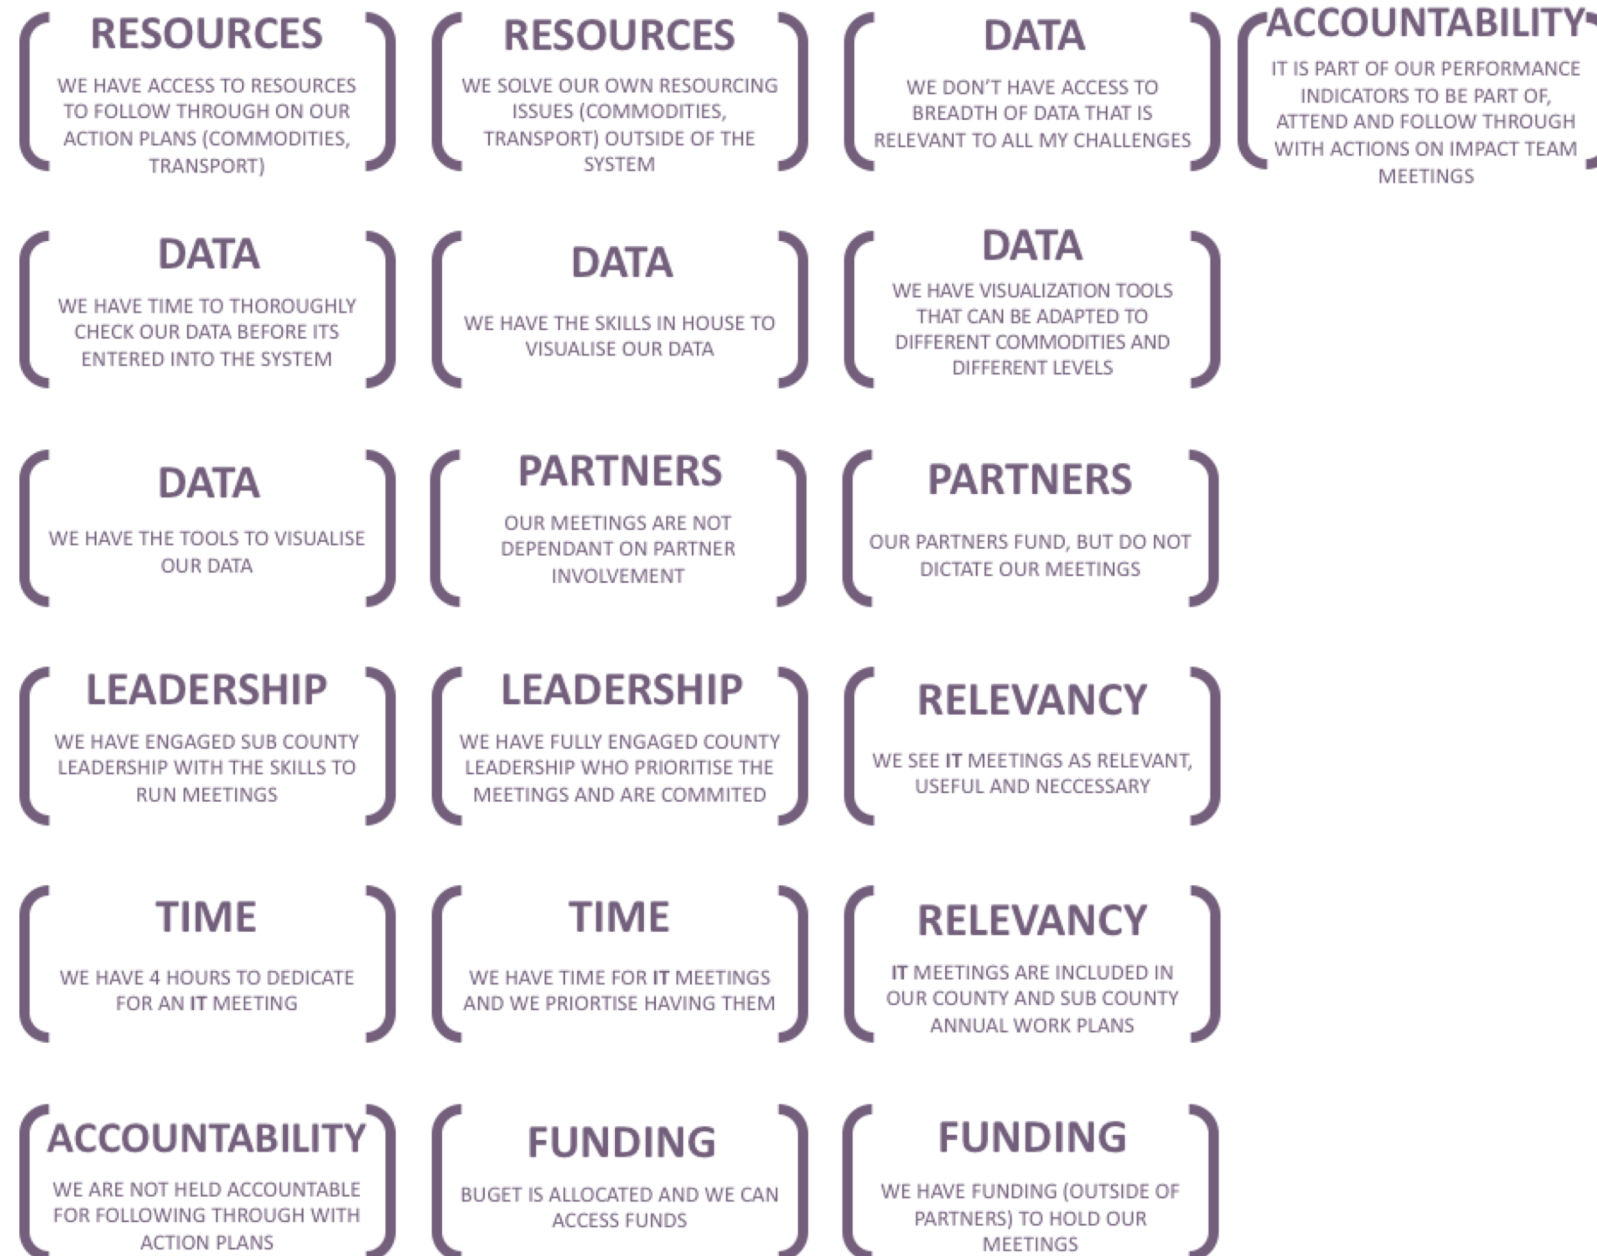 RESOURCES
WE HAVE ACCESS TO RESOURCES
TO FOLLOW THROUGH ON OUR
ACTION PLANS (COMMODITIES,
TRANSPORT)
RESOURCES
WE SOLVE OUR OWN RESOURCING
ISSUES (COMMODITIES,
TRANSPORT) OUTSIDE OF THE
SYSTEM
DATA
WE DON'T HAVE ACCESS TO
BREADTH OF DATA THAT IS
RELEVANT TO ALL MY CHALLENGES
ACCOUNTABILITY
IT IS PART OF OUR PERFORMANCE
INDICATORS TO BE PART OF,
ATTEND AND FOLLOW THROUGH
WITH ACTIONS ON IMPACT TEAM
MEETINGS
DATA
WE HAVE TIME TO THOROUGHLY
CHECK OUR DATA BEFORE ITS
ENTERED INTO THE SYSTEM
DATA
WE HAVE THE SKILLS IN HOUSE TO
VISUALISE OUR DATA
DATA
WE HAVE VISUALIZATION TOOLS
THAT CAN BE ADAPTED TO
DIFFERENT COMMODITIES AND
DIFFERENT LEVELS
DATA
WE HAVE THE TOOLS TO VISUALISE
OUR DATA
PARTNERS
OUR MEETINGS ARE NOT
DEPENDANT ON PARTNER
INVOLVEMENT
PARTNERS
OUR PARTNERS FUND, BUT DO NOT
DICTATE OUR MEETINGS
LEADERSHIP
WE HAVE ENGAGED SUB COUNTY
LEADERSHIP WITH THE SKILLS TO
RUN MEETINGS
LEADERSHIP
WE HAVE FULLY ENGAGED COUNTY
LEADERSHIP WHO PRIORITISE THE
MEETINGS AND ARE COMMITED
RELEVANCY
WE SEE IT MEETINGS AS RELEVANT,
USEFUL AND NECCESSARY
TIME
WE HAVE 4 HOURS TO DEDICATE
FOR AN IT MEETING
TIME
WE HAVE TIME FOR IT MEETINGS
AND WE PRIORTISE HAVING THEM
RELEVANCY
IT MEETINGS ARE INCLUDED IN
OUR COUNTY AND SUB COUNTY
ANNUAL WORK PLANS
ACCOUNTABILITY
WE ARE NOT HELD ACCOUNTABLE
FOR FOLLOWING THROUGH WITH
ACTION PLANS
FUNDING
BUGET IS ALLOCATED AND WE CAN
ACCESS FUNDS
FUNDING
WE HAVE FUNDING (OUTSIDE OF
PARTNERS) TO HOLD OUR
MEETINGS